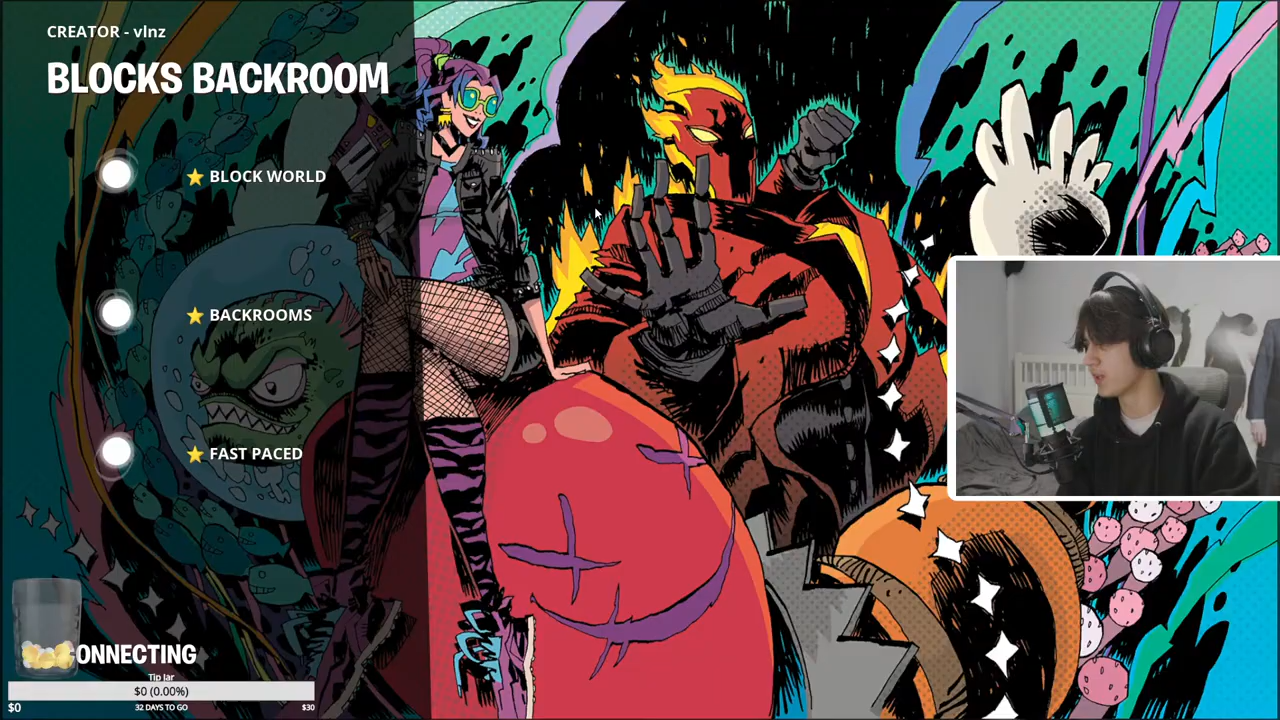 CREATOR - vlnz
BLOCKS BACKROOM
⭐ BLOCK WORLD
⭐ BACKROOMS
⭐ FAST PACED
ONNECTING
Tip Jar
$0 (0.00%)
$0 32 DAYS TO GO $30